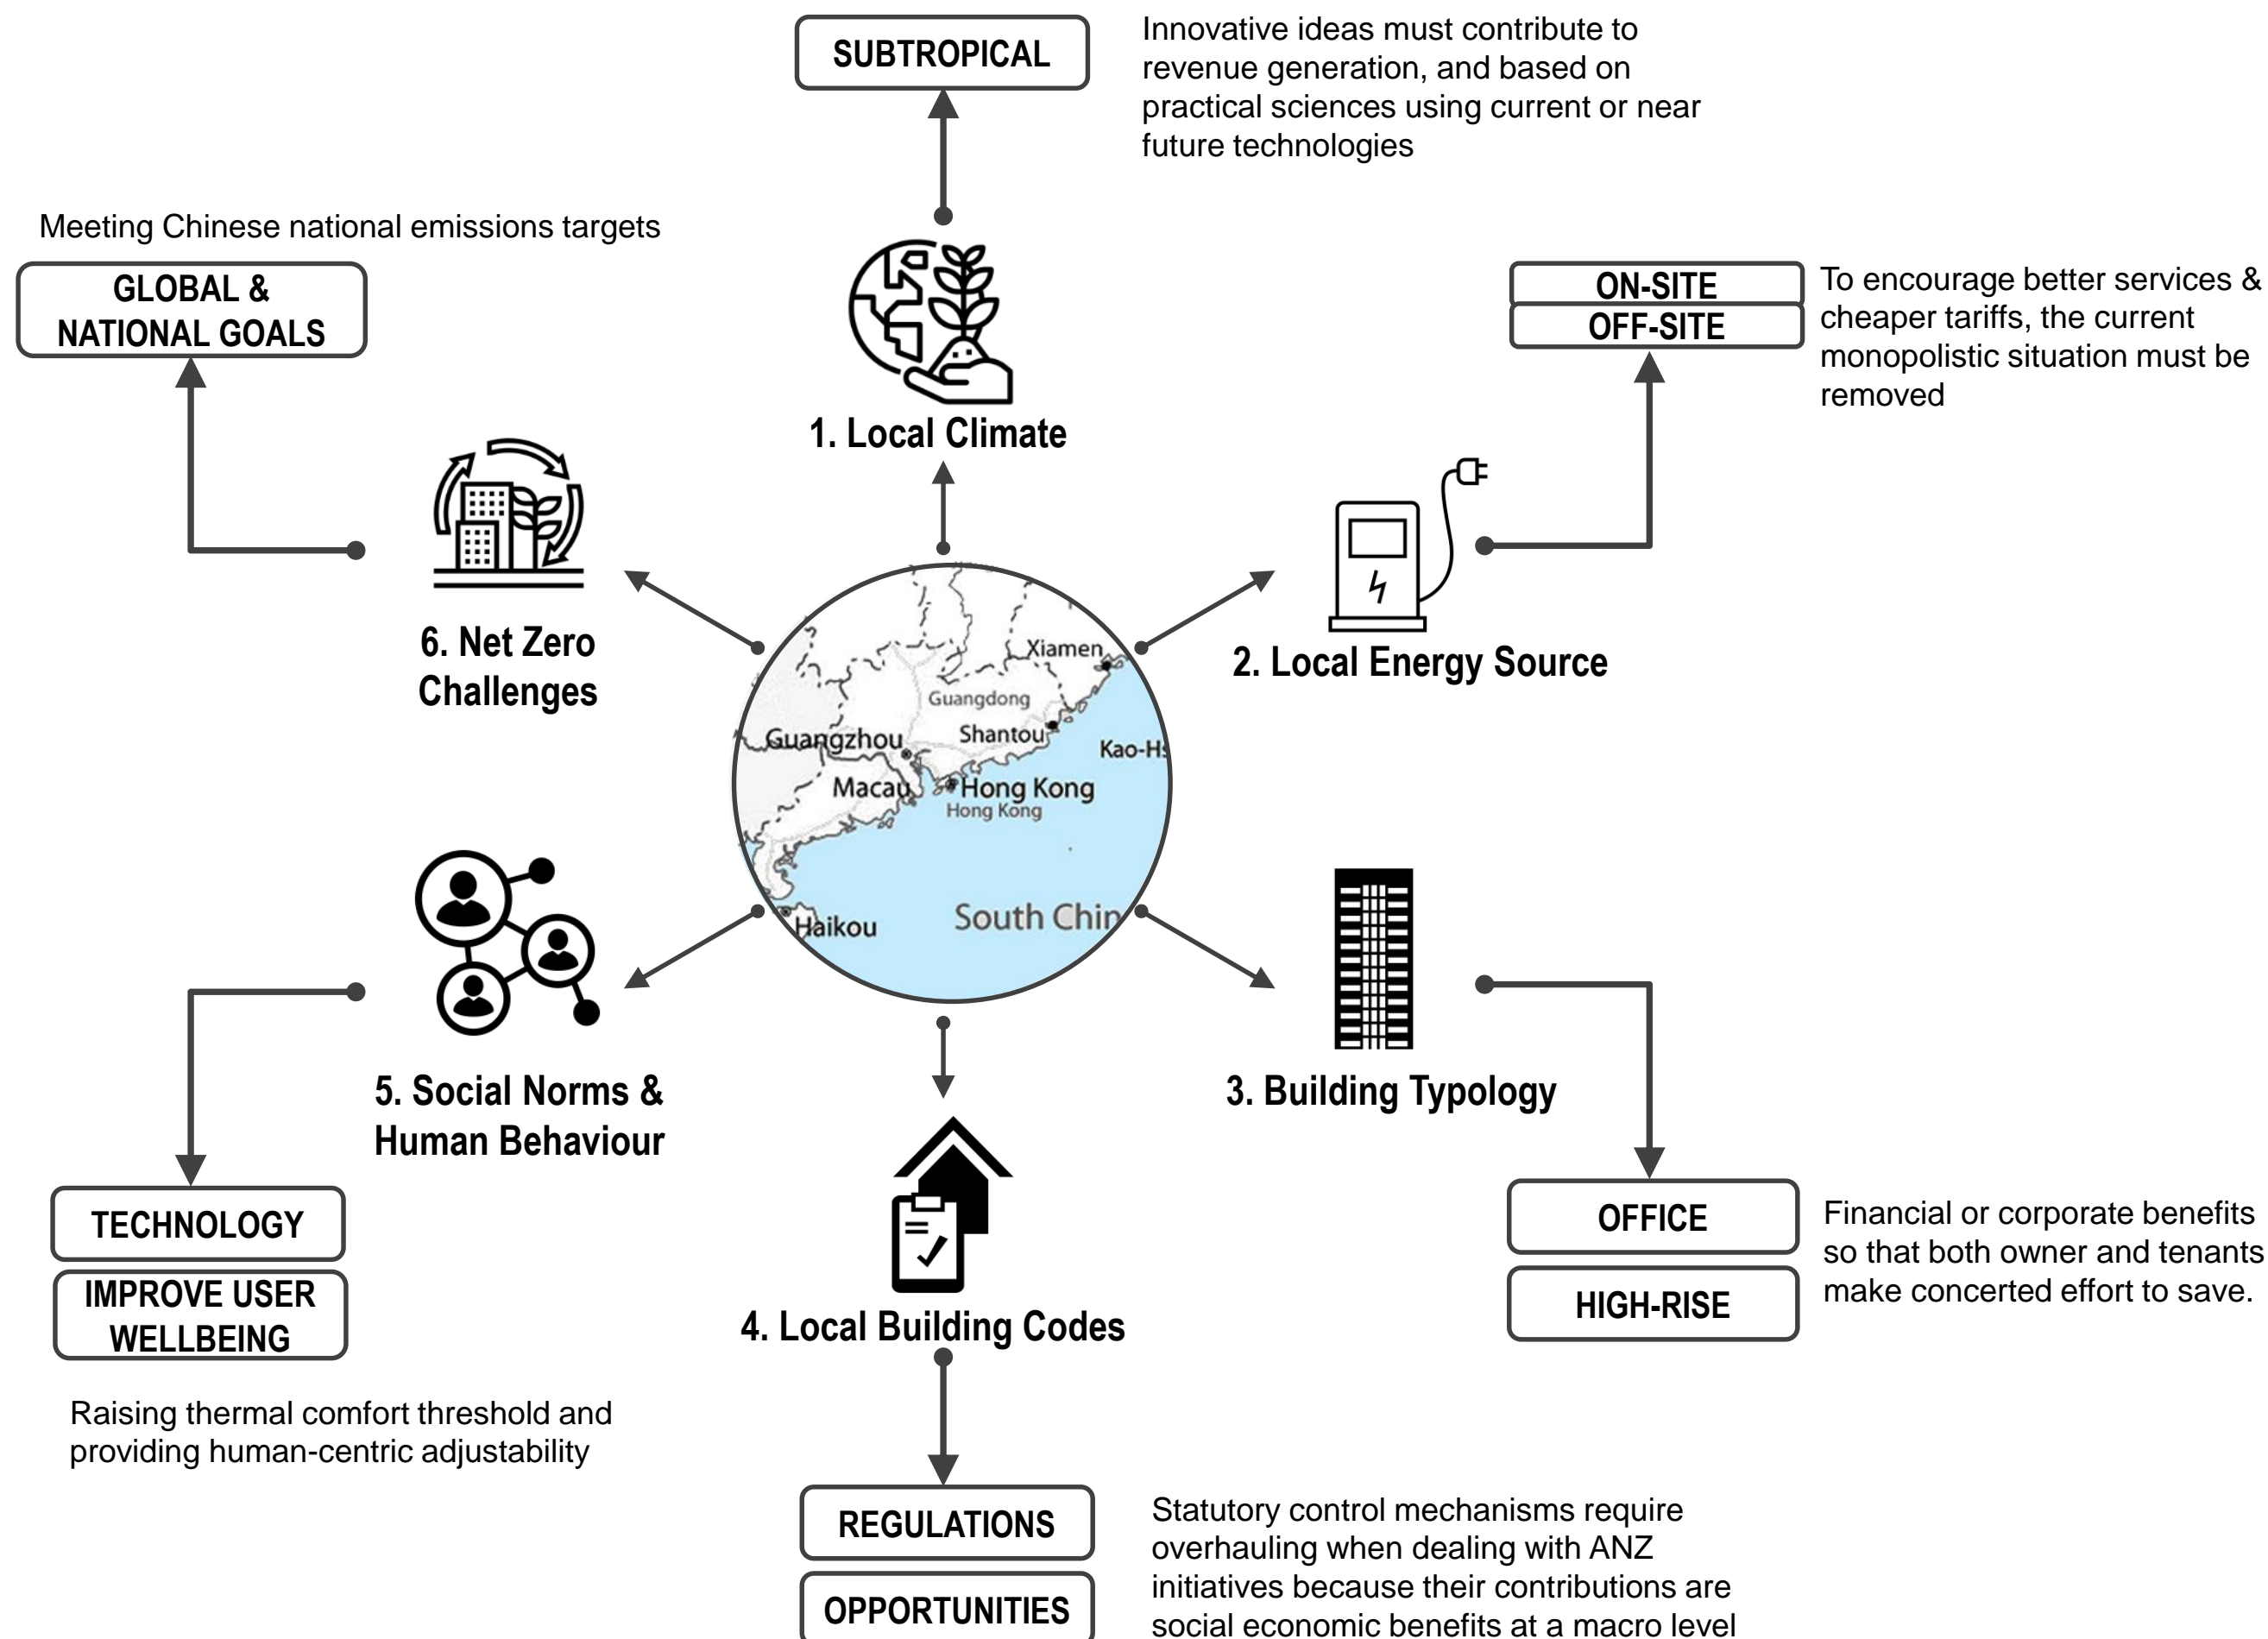 SUBTROPICAL
Innovative ideas must contribute to
revenue generation, and based on
practical sciences using current or near
future technologies
1. Local Climate
Meeting Chinese national emissions targets
GLOBAL &
NATIONAL GOALS
6. Net Zero
Challenges
ON-SITE
OFF-SITE
To encourage better services &
cheaper tariffs, the current
monopolistic situation must be
removed
2. Local Energy Source
Xiamen
Guangdong
Shantou
Guangzhou
Kao-Hs
Macau
Hong Kong
Hong Kong
Haikou
South Chin
5. Social Norms &
Human Behaviour
TECHNOLOGY
IMPROVE USER
WELLBEING
Raising thermal comfort threshold and
providing human-centric adjustability
3. Building Typology
OFFICE
HIGH-RISE
Financial or corporate benefits
so that both owner and tenants
make concerted effort to save.
4. Local Building Codes
REGULATIONS
OPPORTUNITIES
Statutory control mechanisms require
overhauling when dealing with ANZ
initiatives because their contributions are
social economic benefits at a macro level